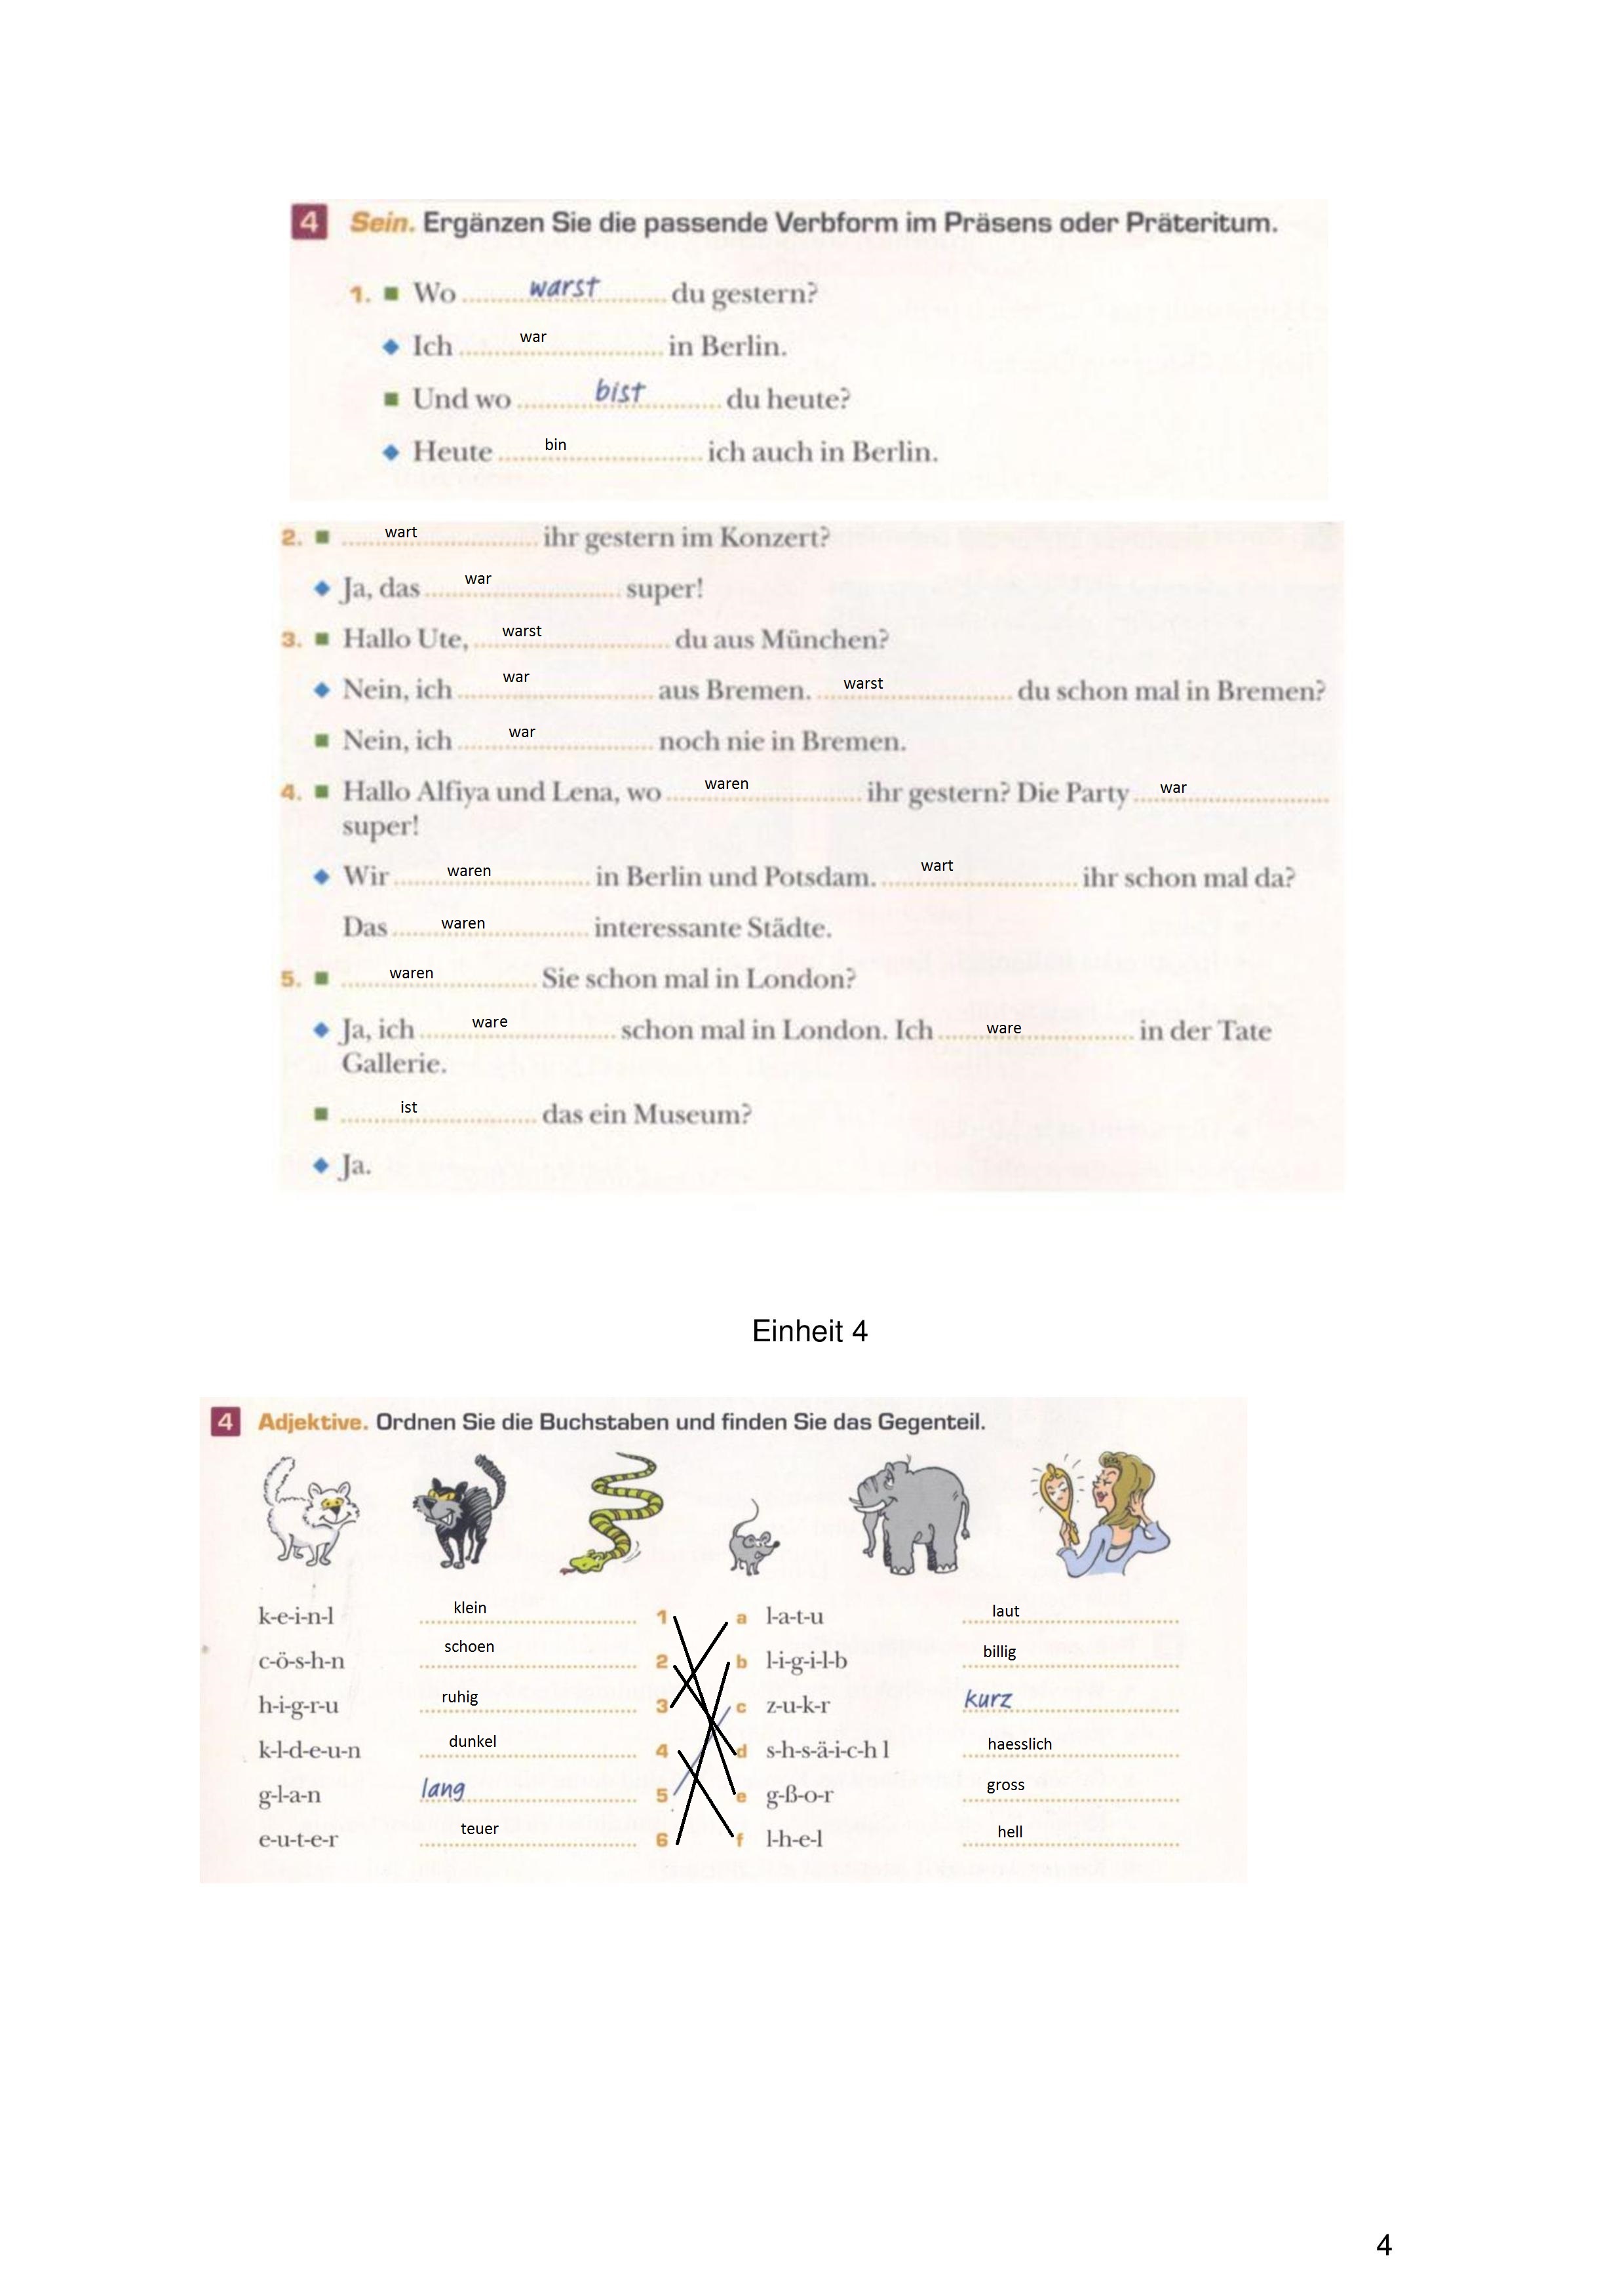 4 Sein. Ergänzen Sie die passende Verbform im Präsens oder Präteritum.
1. ■ Wo warst du gestern?
◆ Ich war in Berlin.
■ Und wo bist du heute?
◆ Heute bin ich auch in Berlin.
2. ■ wart ihr gestern im Konzert?
◆ Ja, das war super!
3. ■ Hallo Ute, warst du aus München?
◆ Nein, ich war aus Bremen. warst du schon mal in Bremen?
■ Nein, ich war noch nie in Bremen.
4. ■ Hallo Alfiya und Lena, wo waren ihr gestern? Die Party war
super!
◆ Wir waren in Berlin und Potsdam. wart ihr schon mal da?
Das waren interessante Städte.
5. ■ waren Sie schon mal in London?
◆ Ja, ich ware schon mal in London. Ich ware in der Tate
Gallerie.
■ ist das ein Museum?
◆ Ja.
Einheit 4
4 Adjektive. Ordnen Sie die Buchstaben und finden Sie das Gegenteil.
k-e-i-n-l klein 1 a l-a-t-u laut
c-ö-s-h-n schoen 2 b l-i-g-i-l-b billig
h-i-g-r-u ruhig 3 c z-u-k-r kurz
k-l-d-e-u-n dunkel 4 d s-h-s-ä-i-c-h l haesslich
g-l-a-n lang 5 e g-ß-o-r gross
e-u-t-e-r teuer 6 f l-h-e-l hell
4